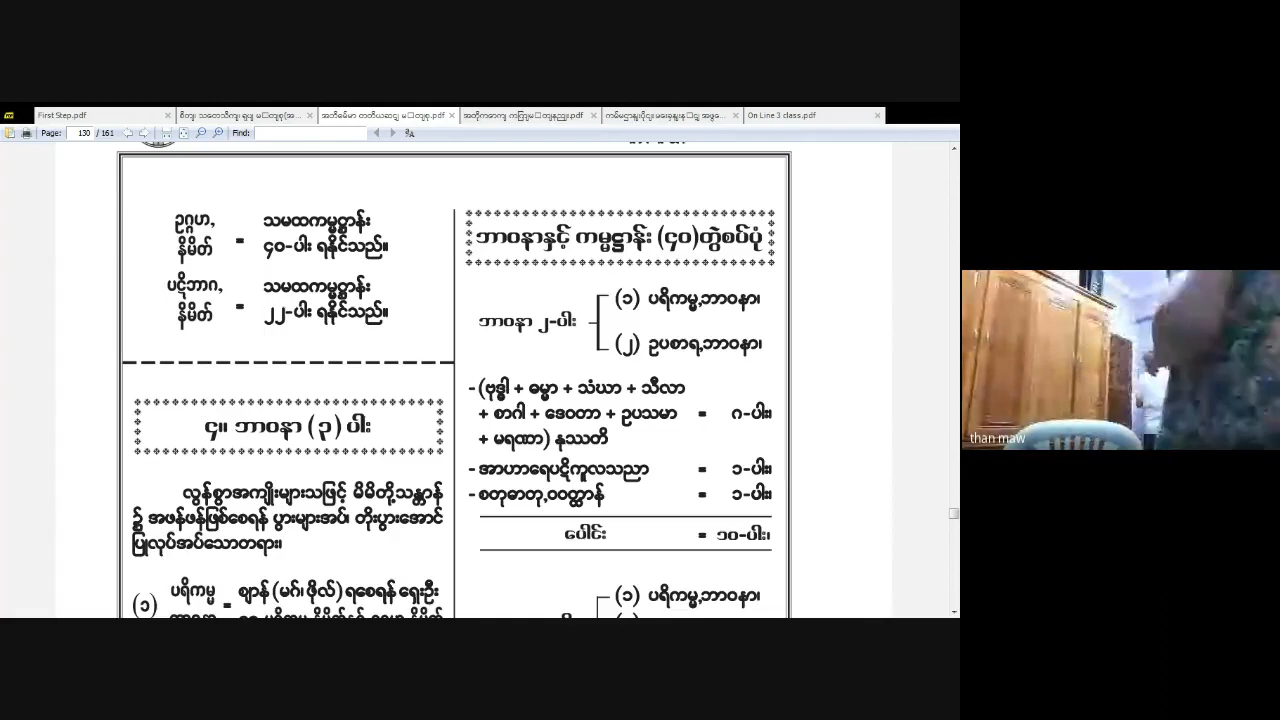 First Step.pdf
On Line 3 class.pdf
Page: 130 / 161 Find:
ဥဂ္ဂဟ, နိမိတ် = သမထကမ္မဋ္ဌာန်း
၄၀-ပါး ရနိုင်သည်။
ပဋိဘာဂ, နိမိတ် = သမထကမ္မဋ္ဌာန်း
၂၂-ပါး ရနိုင်သည်။
၄။ ဘာဝနာ (၃) ပါး
လွန်စွာအကျိုးများသဖြင့် မိမိတို့သန္တာန်
၌ အဖန်ဖန်ဖြစ်စေရန် ပွားများအပ်၊ တိုးပွားအောင်
ပြုလုပ်အပ်သောတရား၊
(၁) ပရိကမ္မ = ဈာန် (မဂ်၊ ဖိုလ်) ရစေရန် ရှေးဦး
ဘာဝနာနှင့် ကမ္မဋ္ဌာန်း (၄၀) တွဲစပ်ပုံ
ဘာဝနာ ၂-ပါး
(၁) ပရိကမ္မ,ဘာဝနာ၊
(၂) ဥပစာရ,ဘာဝနာ၊
- (ဗုဒ္ဓါ + ဓမ္မာ + သံဃာ + သီလာ
+ စာဂါ + ဒေဝတာ + ဥပသမာ = ဂ-ပါး၊
+ မရဏာ) နုဿတိ
- အာဟာရေပဋိကူလသညာ = ၁-ပါး၊
- စတုဓာတု,ဝဝတ္ထာန် = ၁-ပါး၊
ပေါင်း = ၁၀-ပါး၊
(၁) ပရိကမ္မ,ဘာဝနာ၊
than maw